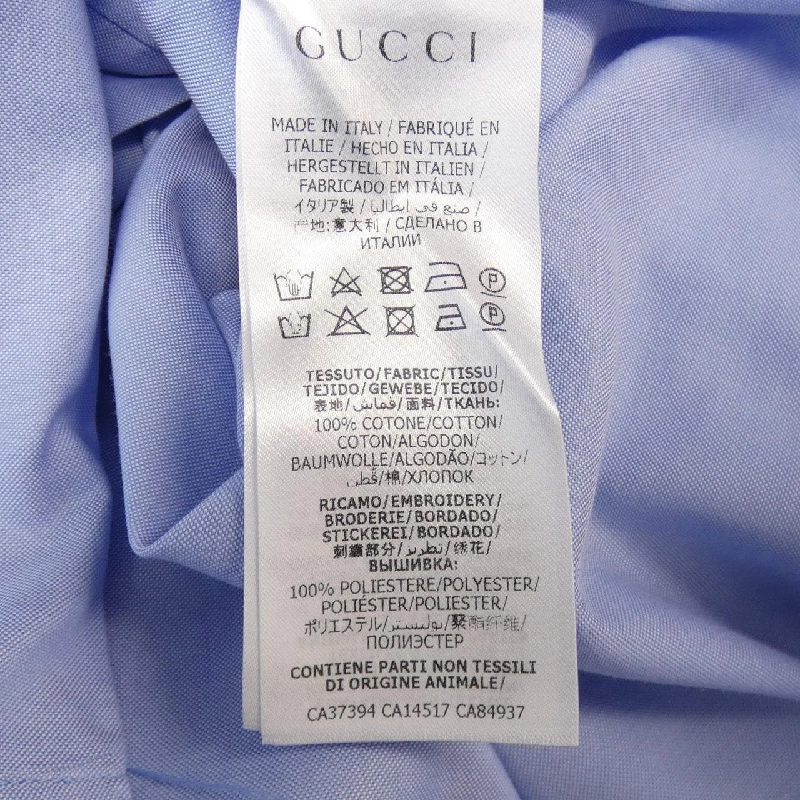 GUCCI
MADE IN ITALY / FABRIQUÉ EN
ITALIE / HECHO EN ITALIA /
HERGESTELLT IN ITALIEN /
FABRICADO EM ITÁLIA /
イタリア製 / صنع في إيطاليا /
产地:意大利 / СДЕЛАНО В
ИТАЛИИ
P
P
TESSUTO/FABRIC/TISSU/
TEJIDO/GEWEBE/TECIDO/
表地/قماش/面料/ТКАНЬ:
100% COTONE/COTTON/
COTON/ALGODON/
BAUMWOLLE/ALGODÃO/コットン/
قطن/棉/ХЛОПОК
RICAMO/EMBROIDERY/
BRODERIE/BORDADO/
STICKEREI/BORDADO/
刺繍部分/تطريز/绣花/
ВЫШИВКА:
100% POLIESTERE/POLYESTER/
POLIÉSTER/POLIESTER/
ポリエステル/بوليستر/聚酯纤维/
ПОЛИЭСТЕР
CONTIENE PARTI NON TESSILI
DI ORIGINE ANIMALE/
CA37394 CA14517 CA84937